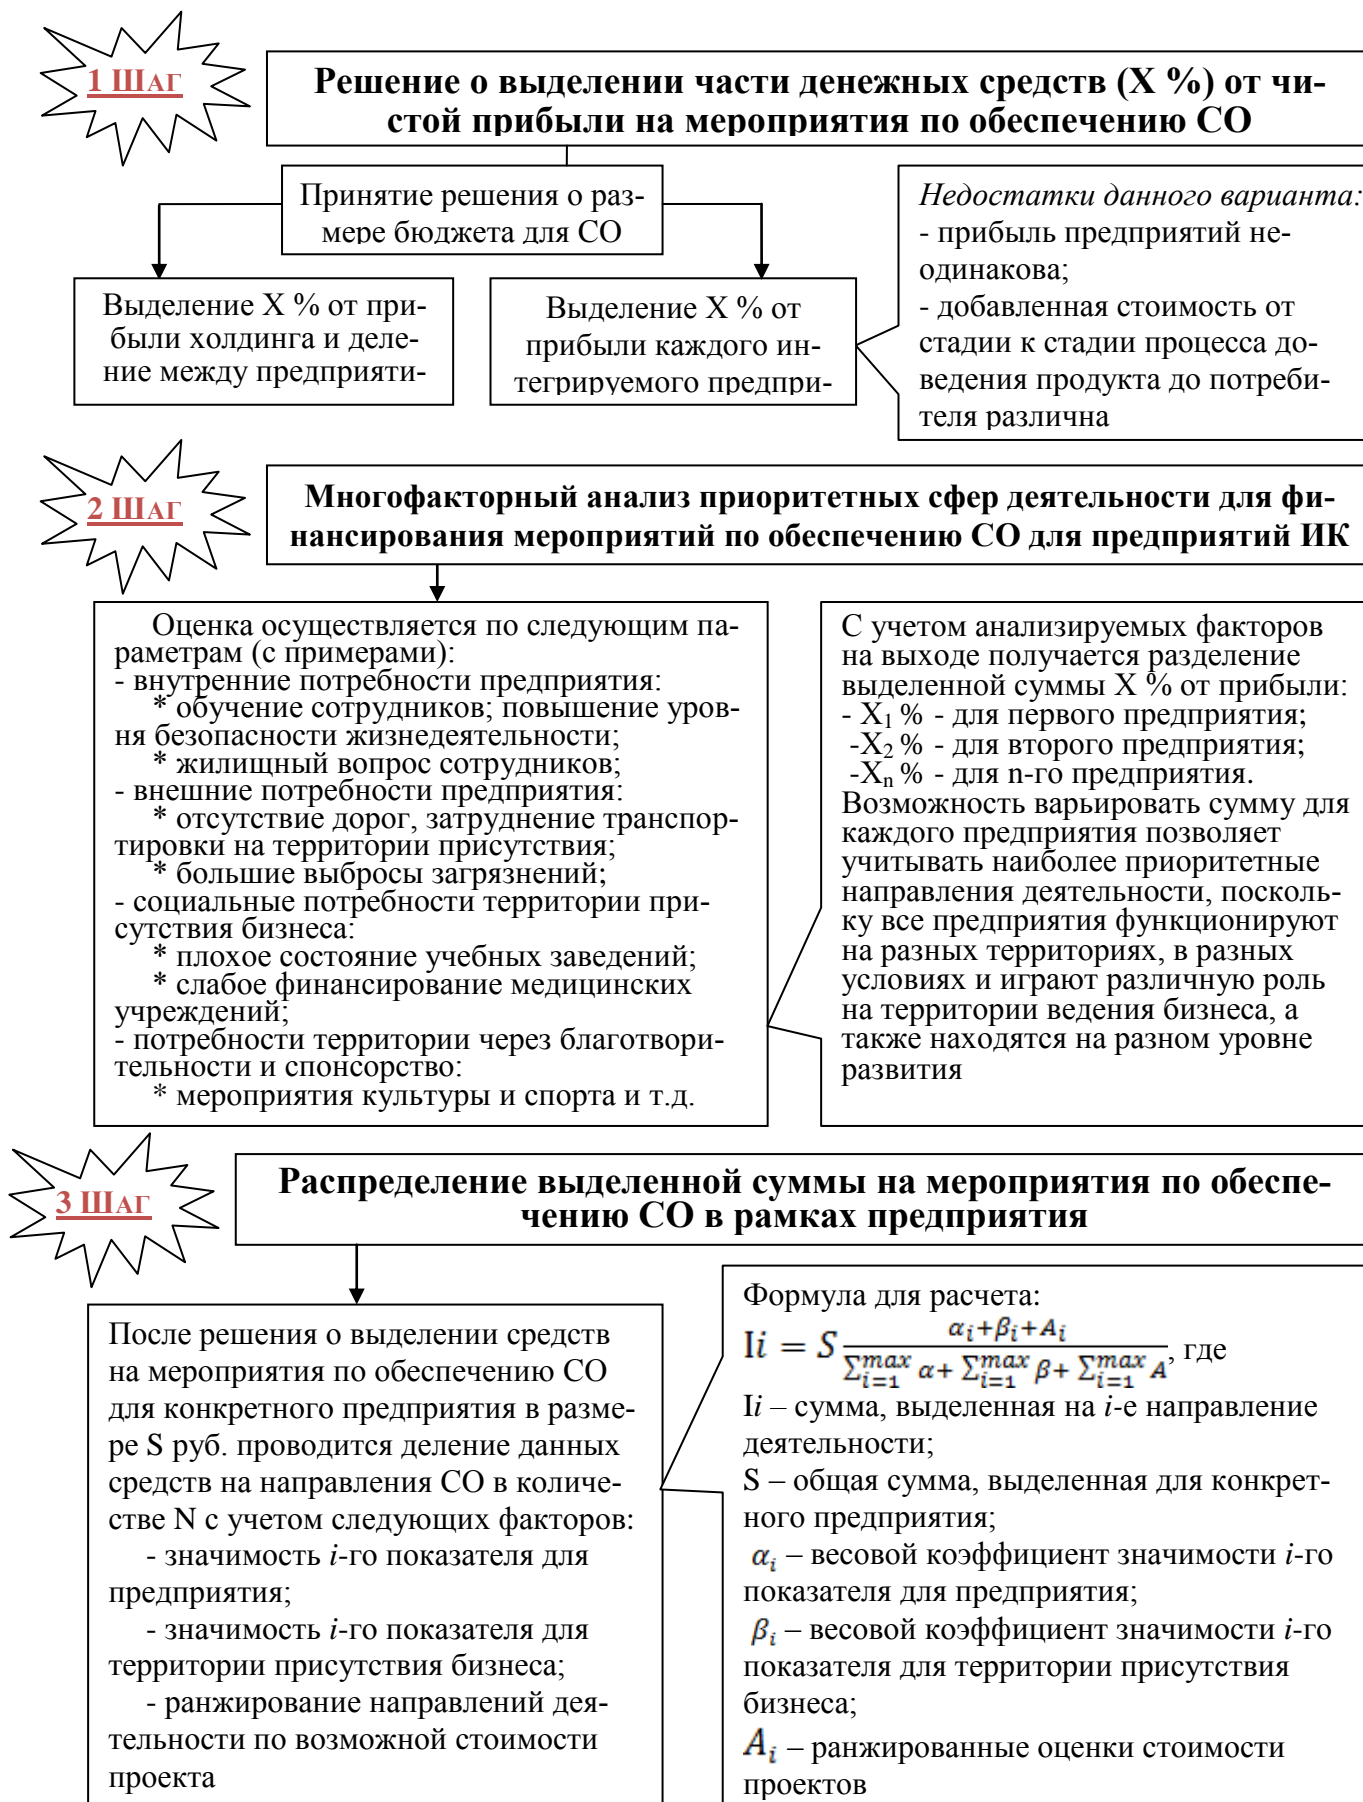 1 ШАГ
Решение о выделении части денежных средств (X %) от чи-
стой прибыли на мероприятия по обеспечению СО
Принятие решения о раз-
мере бюджета для СО
Выделение X % от при-
были холдинга и деле-
ние между предприяти-
Выделение X % от
прибыли каждого ин-
тегрируемого предпри-
Недостатки данного варианта:
- прибыль предприятий не-
одинакова;
- добавленная стоимость от
стадии к стадии процесса до-
ведения продукта до потреби-
теля различна
2 ШАГ
Многофакторный анализ приоритетных сфер деятельности для фи-
нансирования мероприятий по обеспечению СО для предприятий ИК
Оценка осуществляется по следующим па-
раметрам (с примерами):
- внутренние потребности предприятия:
* обучение сотрудников; повышение уров-
ня безопасности жизнедеятельности;
* жилищный вопрос сотрудников;
- внешние потребности предприятия:
* отсутствие дорог, затруднение транспор-
тировки на территории присутствия;
* большие выбросы загрязнений;
- социальные потребности территории при-
сутствия бизнеса:
* плохое состояние учебных заведений;
* слабое финансирование медицинских
учреждений;
- потребности территории через благотвори-
тельности и спонсорство:
* мероприятия культуры и спорта и т.д.
С учетом анализируемых факторов
на выходе получается разделение
выделенной суммы X % от прибыли:
- X₁ % - для первого предприятия;
-X₂ % - для второго предприятия;
-Xₙ % - для n-го предприятия.
Возможность варьировать сумму для
каждого предприятия позволяет
учитывать наиболее приоритетные
направления деятельности, посколь-
ку все предприятия функционируют
на разных территориях, в разных
условиях и играют различную роль
на территории ведения бизнеса, а
также находятся на разном уровне
развития
3 ШАГ
Распределение выделенной суммы на мероприятия по обеспе-
чению СО в рамках предприятия
После решения о выделении средств
на мероприятия по обеспечению СО
для конкретного предприятия в разме-
ре S руб. проводится деление данных
средств на направления СО в количе-
стве N с учетом следующих факторов:
- значимость i-го показателя для
предприятия;
- значимость i-го показателя для
территории присутствия бизнеса;
- ранжирование направлений дея-
тельности по возможной стоимости
проекта
Формула для расчета:
Ii = S \frac{α_i+β_i+A_i}{\sum_{i=1}^{max} α+ \sum_{i=1}^{max} β+ \sum_{i=1}^{max} A}, где
Ii – сумма, выделенная на i-е направление
деятельности;
S – общая сумма, выделенная для конкрет-
ного предприятия;
α_i – весовой коэффициент значимости i-го
показателя для предприятия;
β_i – весовой коэффициент значимости i-го
показателя для территории присутствия
бизнеса;
A_i – ранжированные оценки стоимости
проектов